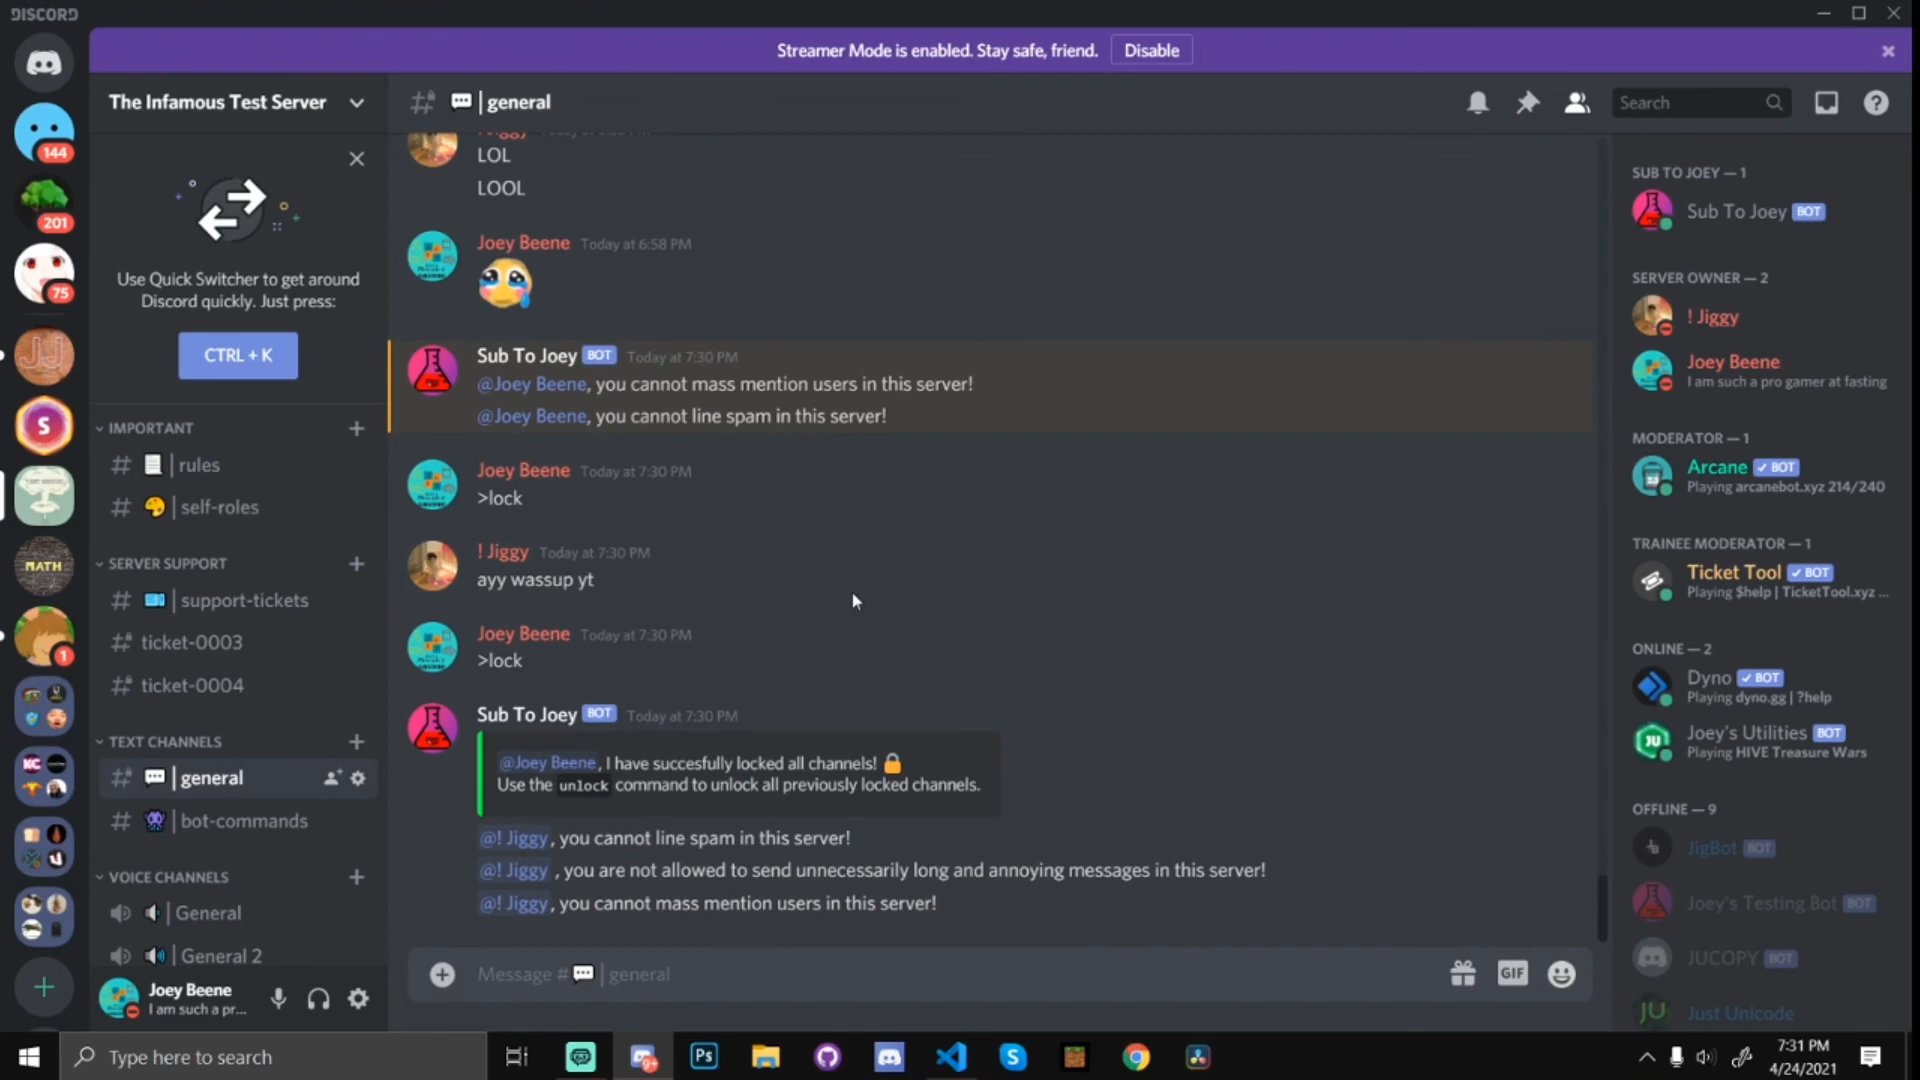 DISCORD
Streamer Mode is enabled. Stay safe, friend.
Disable
144
201
75
JJ
S
MATH
1
KC
The Infamous Test Server
Use Quick Switcher to get around
Discord quickly. Just press:
CTRL + K
IMPORTANT
rules
self-roles
SERVER SUPPORT
support-tickets
ticket-0003
ticket-0004
TEXT CHANNELS
general
bot-commands
VOICE CHANNELS
General
General 2
Joey Beene
I am such a pr...
general
Search
LOL
LOOL
Joey Beene Today at 6:58 PM
Sub To Joey BOT Today at 7:30 PM
@Joey Beene, you cannot mass mention users in this server!
@Joey Beene, you cannot line spam in this server!
Joey Beene Today at 7:30 PM
>lock
! Jiggy Today at 7:30 PM
ayy wassup yt
Joey Beene Today at 7:30 PM
>lock
Sub To Joey BOT Today at 7:30 PM
@Joey Beene, I have succesfully locked all channels! 🔒
Use the unlock command to unlock all previously locked channels.
@! Jiggy, you cannot line spam in this server!
@! Jiggy , you are not allowed to send unnecessarily long and annoying messages in this server!
@! Jiggy, you cannot mass mention users in this server!
Message # 💬 | general
GIF
SUB TO JOEY — 1
Sub To Joey BOT
SERVER OWNER — 2
! Jiggy
Joey Beene
I am such a pro gamer at fasting
MODERATOR — 1
Arcane ✓ BOT
Playing arcanebot.xyz 214/240
TRAINEE MODERATOR — 1
Ticket Tool ✓ BOT
Playing $help | TicketTool.xyz ...
ONLINE — 2
Dyno ✓ BOT
Playing dyno.gg | ?help
JU
Joey's Utilities BOT
Playing HIVE Treasure Wars
OFFLINE — 9
JigBot BOT
Joey's Testing Bot BOT
JUCOPY BOT
JU
Just Unicode
Type here to search
9+
Ps
S
7:31 PM
4/24/2021